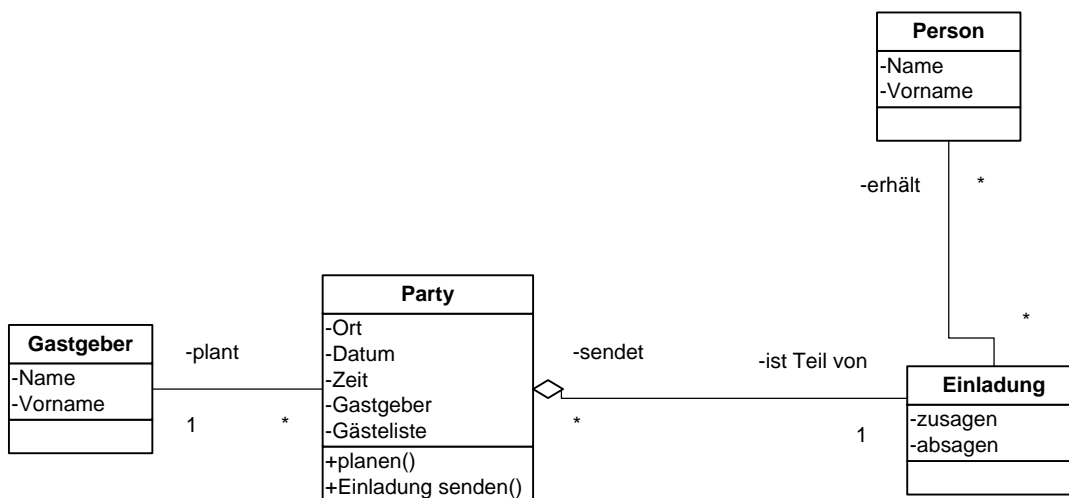 Person
-Name
-Vorname
-erhält
*
*
Gastgeber
-Name
-Vorname
-plant
1
*
Party
-Ort
-Datum
-Zeit
-Gastgeber
-Gästeliste
+planen()
+Einladung senden()
-sendet
*
-ist Teil von
1
Einladung
-zusagen
-absagen